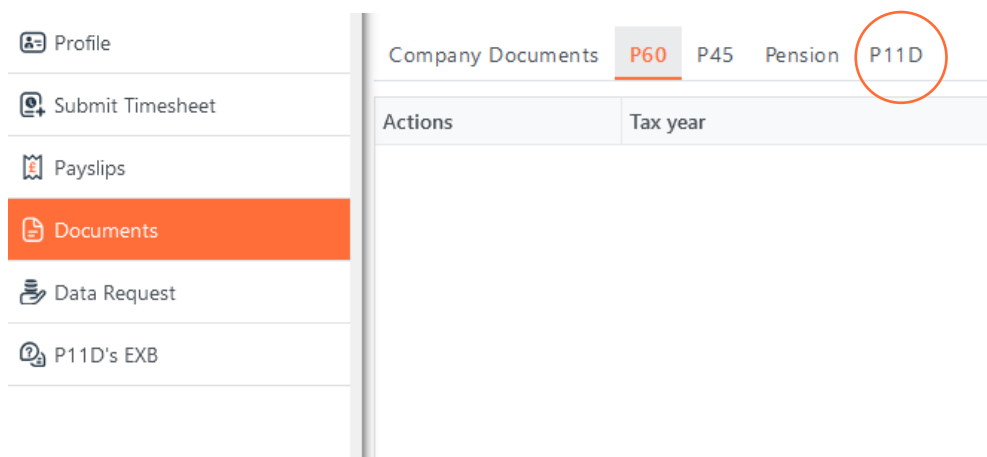 Profile
Submit Timesheet
Payslips
Documents
Data Request
P11D's EXB
Company Documents P60 P45 Pension P11D
Actions Tax year